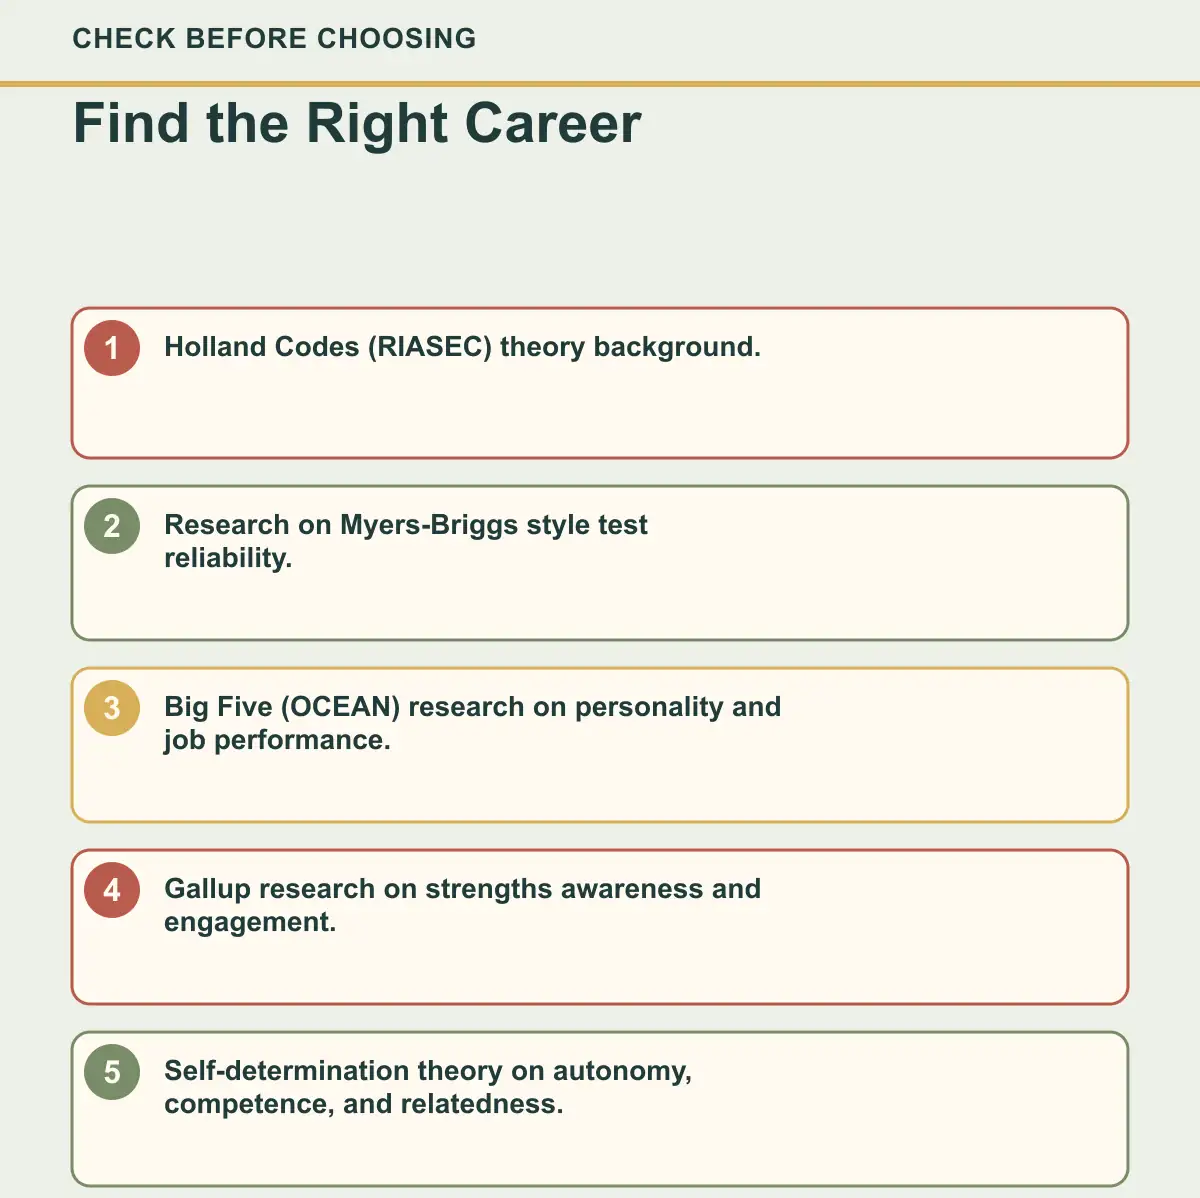 CHECK BEFORE CHOOSING
Find the Right Career
1
Holland Codes (RIASEC) theory background.
2
Research on Myers-Briggs style test
reliability.
3
Big Five (OCEAN) research on personality and
job performance.
4
Gallup research on strengths awareness and
engagement.
5
Self-determination theory on autonomy,
competence, and relatedness.